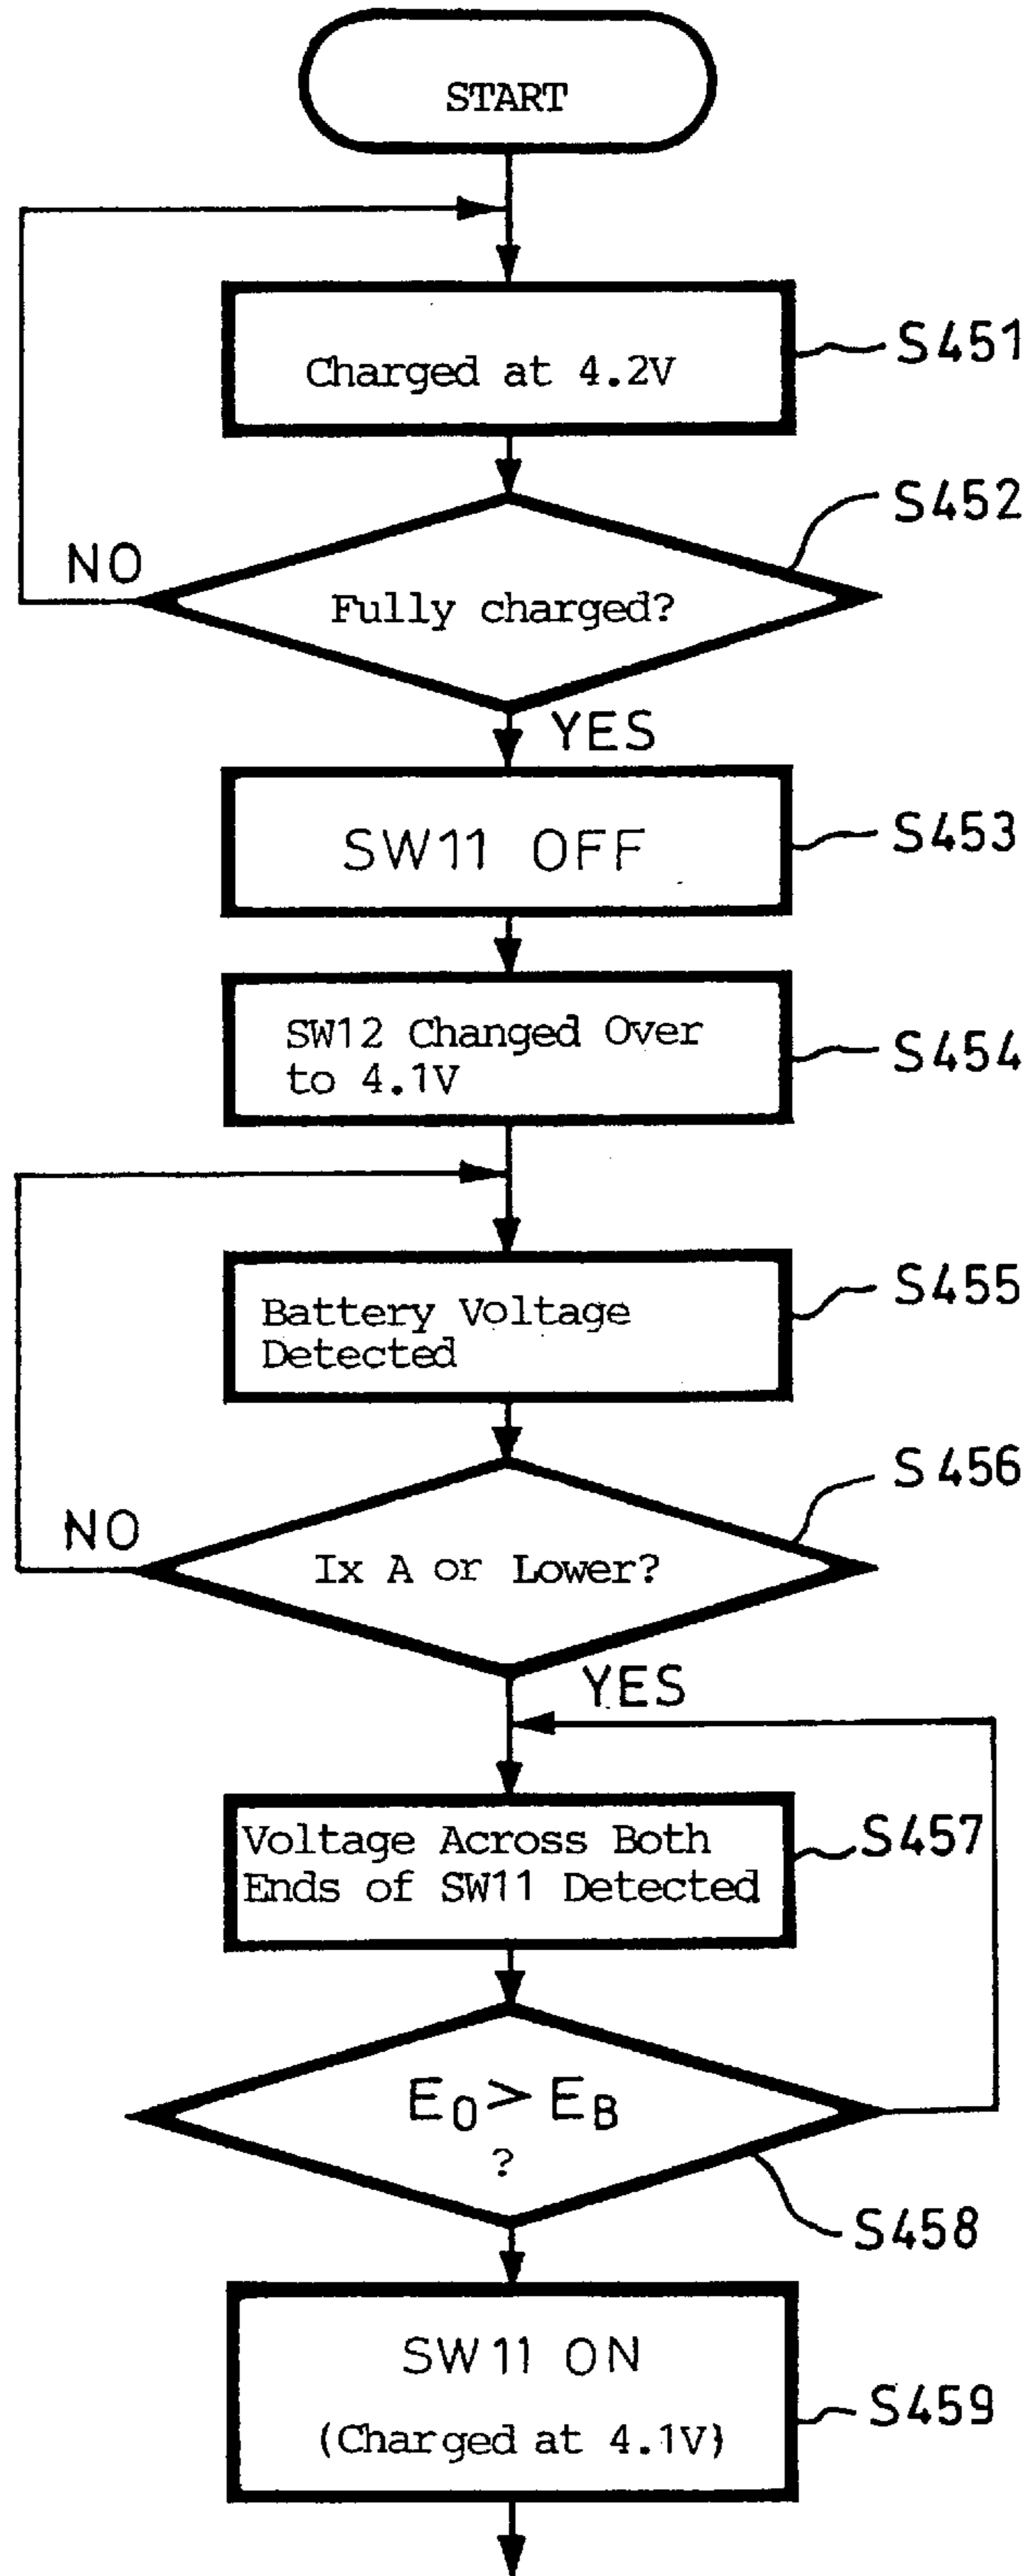 START
Charged at 4.2V
S451
S452
NO
Fully charged?
YES
SW11 OFF
S453
SW12 Changed Over
to 4.1V
S454
Battery Voltage
Detected
S455
S456
NO
Ix A or Lower?
YES
Voltage Across Both
Ends of SW11 Detected
S457
E0> EB
?
S458
SW11 ON
(Charged at 4.1V)
S459